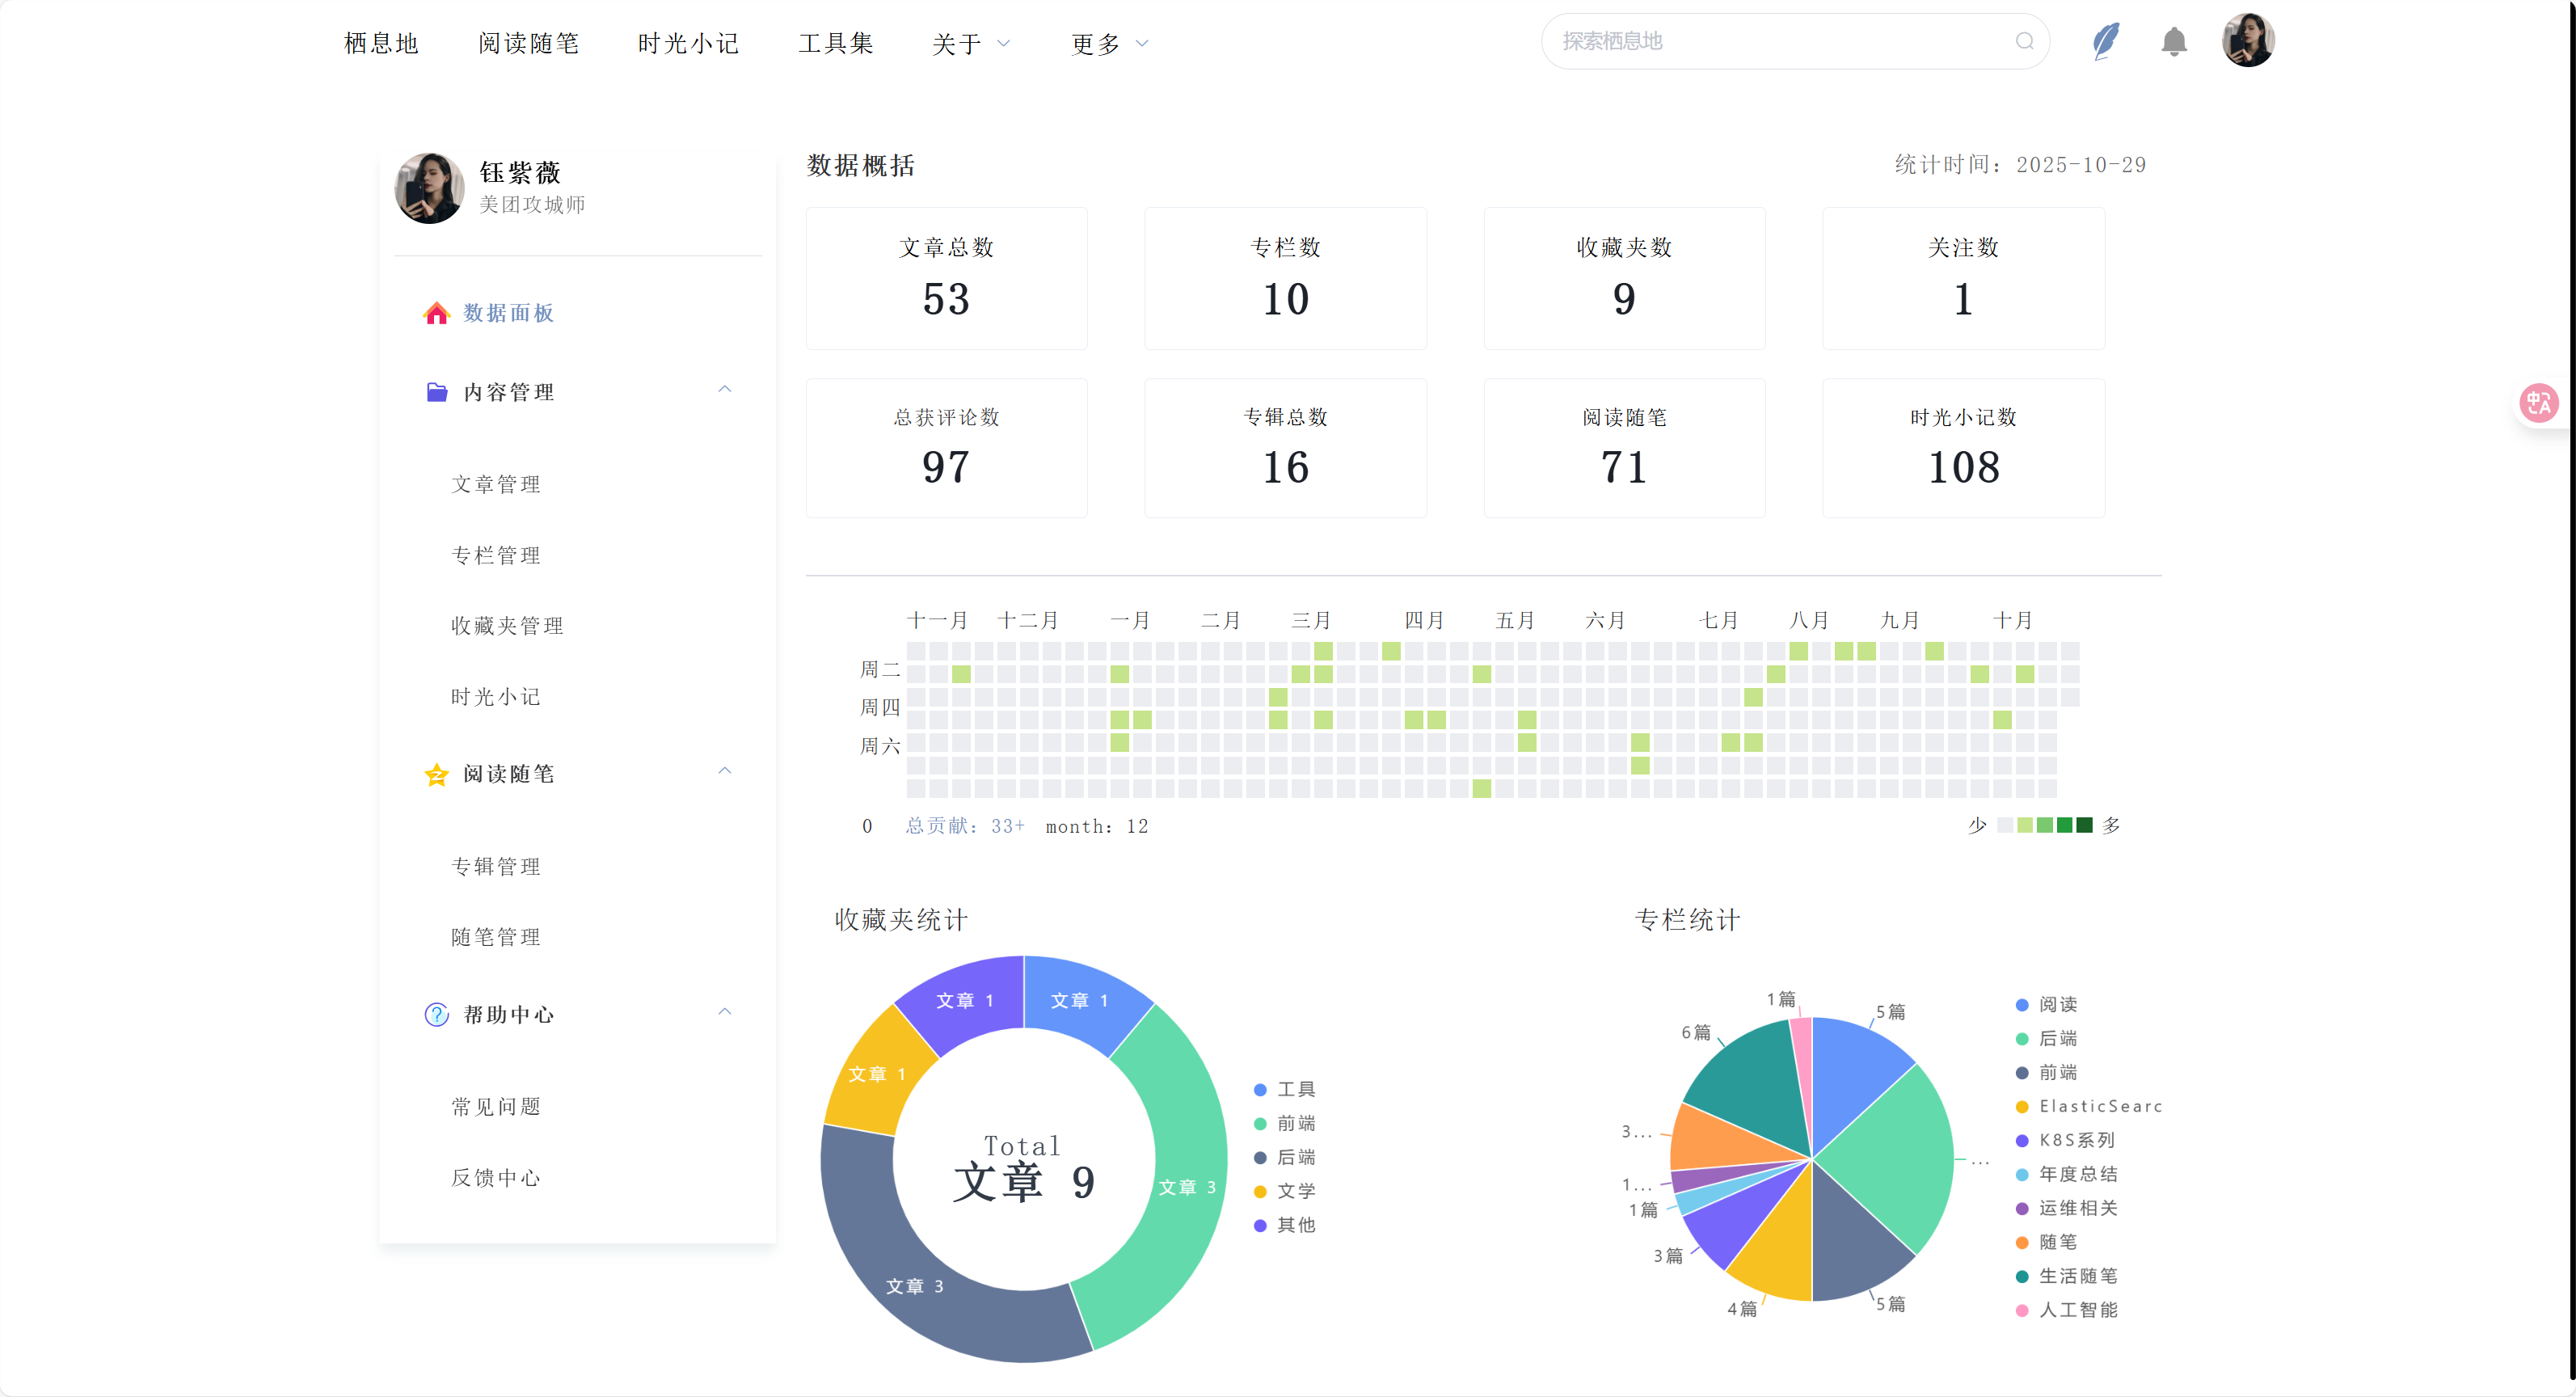 栖息地 阅读随笔 时光小记 工具集 关于 更多 探索栖息地
钰紫薇
美团攻城师
数据面板
内容管理
文章管理
专栏管理
收藏夹管理
时光小记
阅读随笔
专辑管理
随笔管理
帮助中心
常见问题
反馈中心
数据概括 统计时间：2025-10-29
文章总数 专栏数 收藏夹数 关注数
53 10 9 1
总获评论数 专辑总数 阅读随笔 时光小记数
97 16 71 108
十一月 十二月 一月 二月 三月 四月 五月 六月 七月 八月 九月 十月
周二
周四
周六
0 总贡献：33+ month：12 少 多
收藏夹统计
文章 1 文章 1
文章 1
Total
文章 9
文章 3
文章 3
工具
前端
后端
文学
其他
专栏统计
1篇 5篇
6篇
3...
...
1...
1篇
3篇
4篇 5篇
阅读
后端
前端
ElasticSearc
K8S系列
年度总结
运维相关
随笔
生活随笔
人工智能
中A